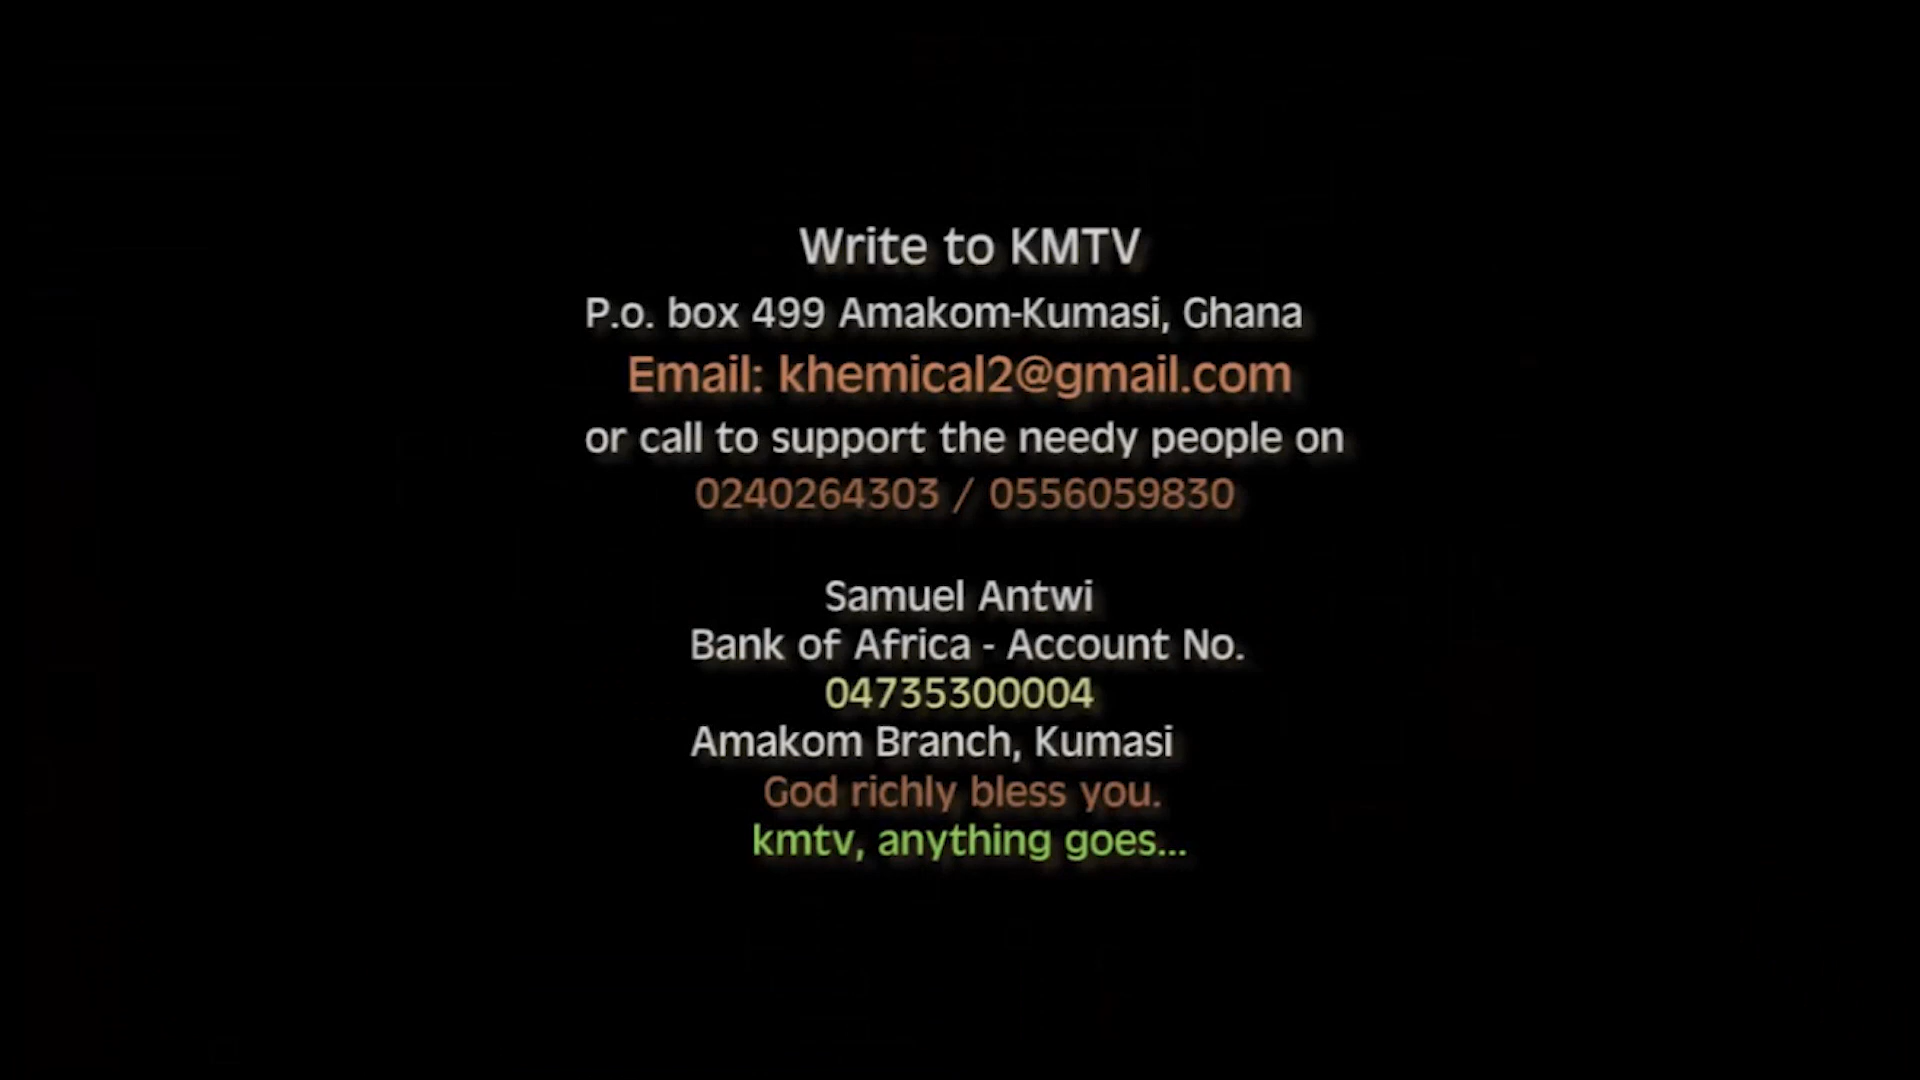 Write to KMTV
P.o. box 499 Amakom-Kumasi, Ghana
Email: khemical2@gmail.com
or call to support the needy people on
0240264303 / 0556059830
Samuel Antwi
Bank of Africa - Account No.
04735300004
Amakom Branch, Kumasi
God richly bless you.
kmtv, anything goes...